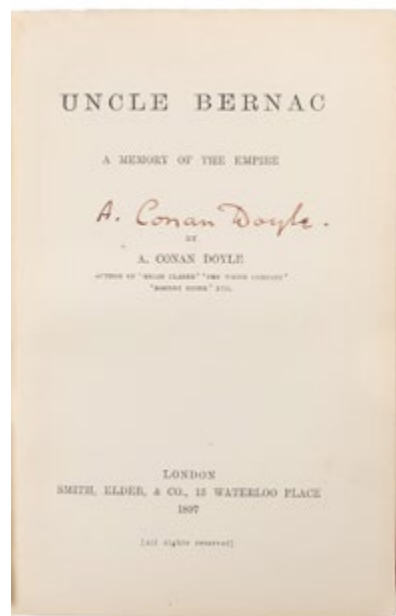 UNCLE BERNAC
A MEMORY OF THE EMPIRE
A. Conan Doyle.
BY
A. CONAN DOYLE
AUTHOR OF "MICAH CLARKE" "THE WHITE COMPANY"
"RODNEY STONE" ETC.
LONDON
SMITH, ELDER, & CO., 15 WATERLOO PLACE
1897
[All rights reserved]